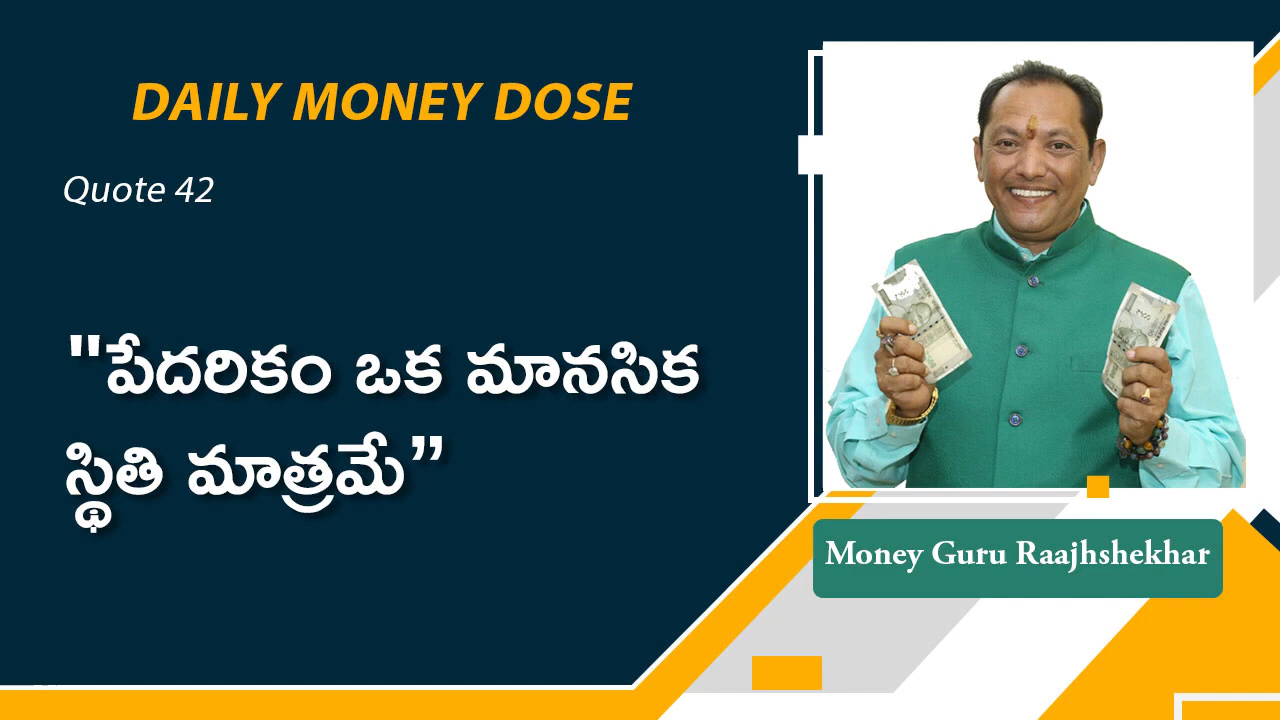 DAILY MONEY DOSE
Quote 42
"పేదరికం ఒక మానసిక
స్థితి మాత్రమే”
Money Guru Raajhshekhar